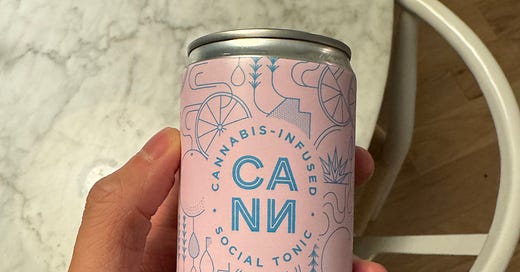 CANNABIS-INFUSED
CA
NN
SOCIAL TONIC